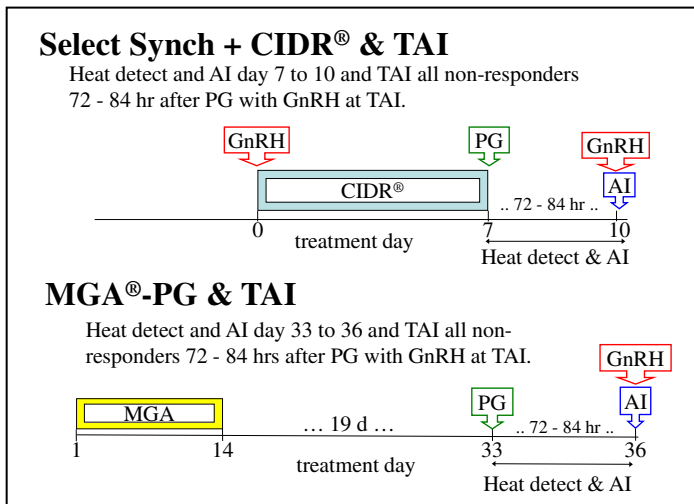 Select Synch + CIDR® & TAI
Heat detect and AI day 7 to 10 and TAI all non-responders
72 - 84 hr after PG with GnRH at TAI.
GnRH
PG
GnRH
CIDR®
AI
.. 72 - 84 hr ..
0
7
10
treatment day
Heat detect & AI
MGA®-PG & TAI
Heat detect and AI day 33 to 36 and TAI all non-
responders 72 - 84 hrs after PG with GnRH at TAI.
GnRH
MGA
PG
AI
... 19 d ...
.. 72 - 84 hr ..
1
14
33
36
treatment day
Heat detect & AI